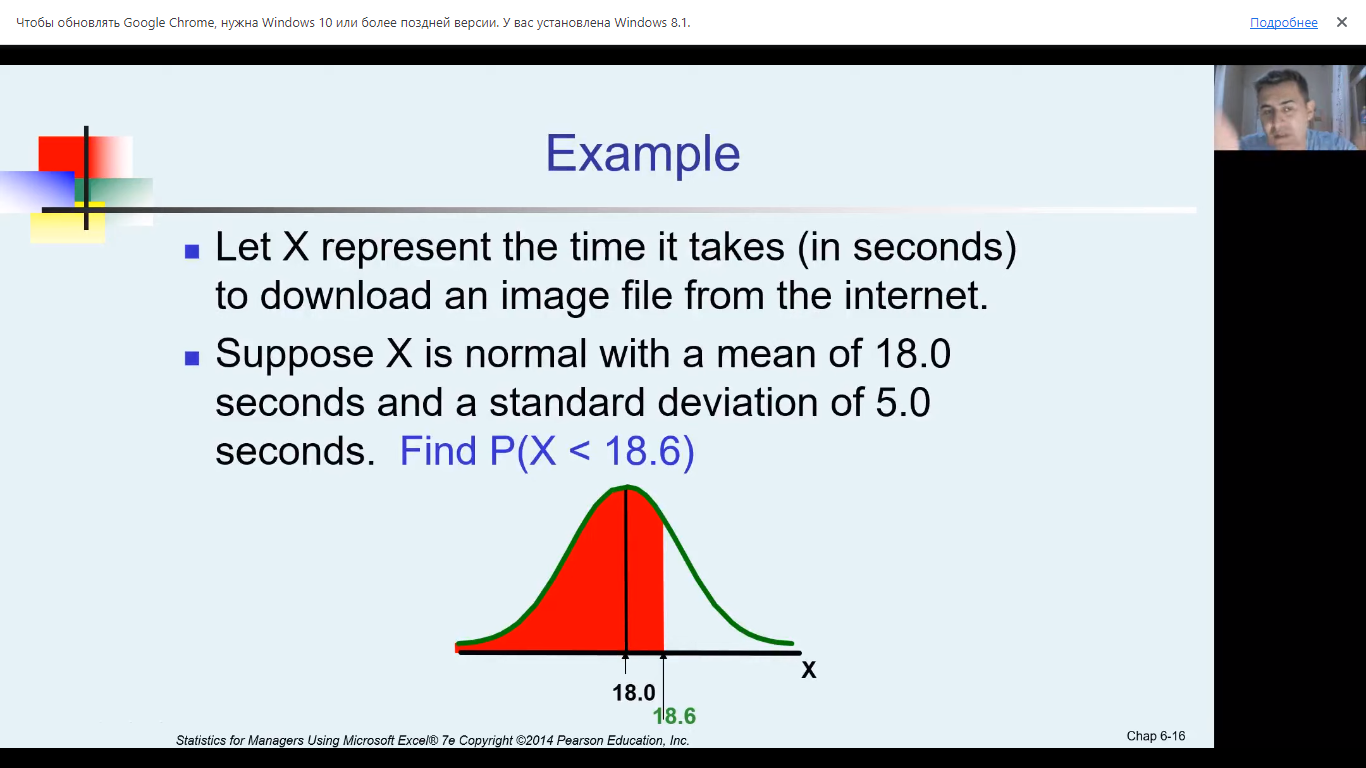 Чтобы обновлять Google Chrome, нужна Windows 10 или более поздней версии. У вас установлена Windows 8.1.
Подробнее
Example
Let X represent the time it takes (in seconds)
to download an image file from the internet.
Suppose X is normal with a mean of 18.0
seconds and a standard deviation of 5.0
seconds. Find P(X < 18.6)
X
18.0
18.6
Statistics for Managers Using Microsoft Excel® 7e Copyright ©2014 Pearson Education, Inc.
Chap 6-16